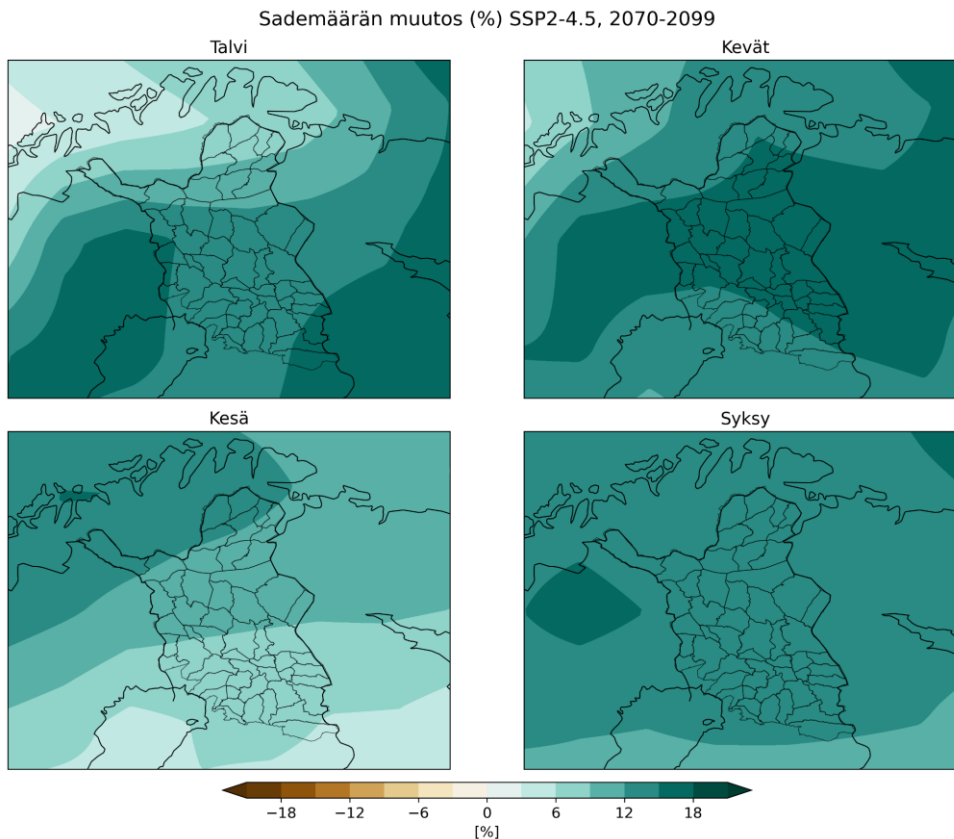 Sademäärän muutos (%) SSP2-4.5, 2070-2099
Talvi
Kevät
Kesä
Syksy
−18 −12 −6 0 6 12 18
[%]